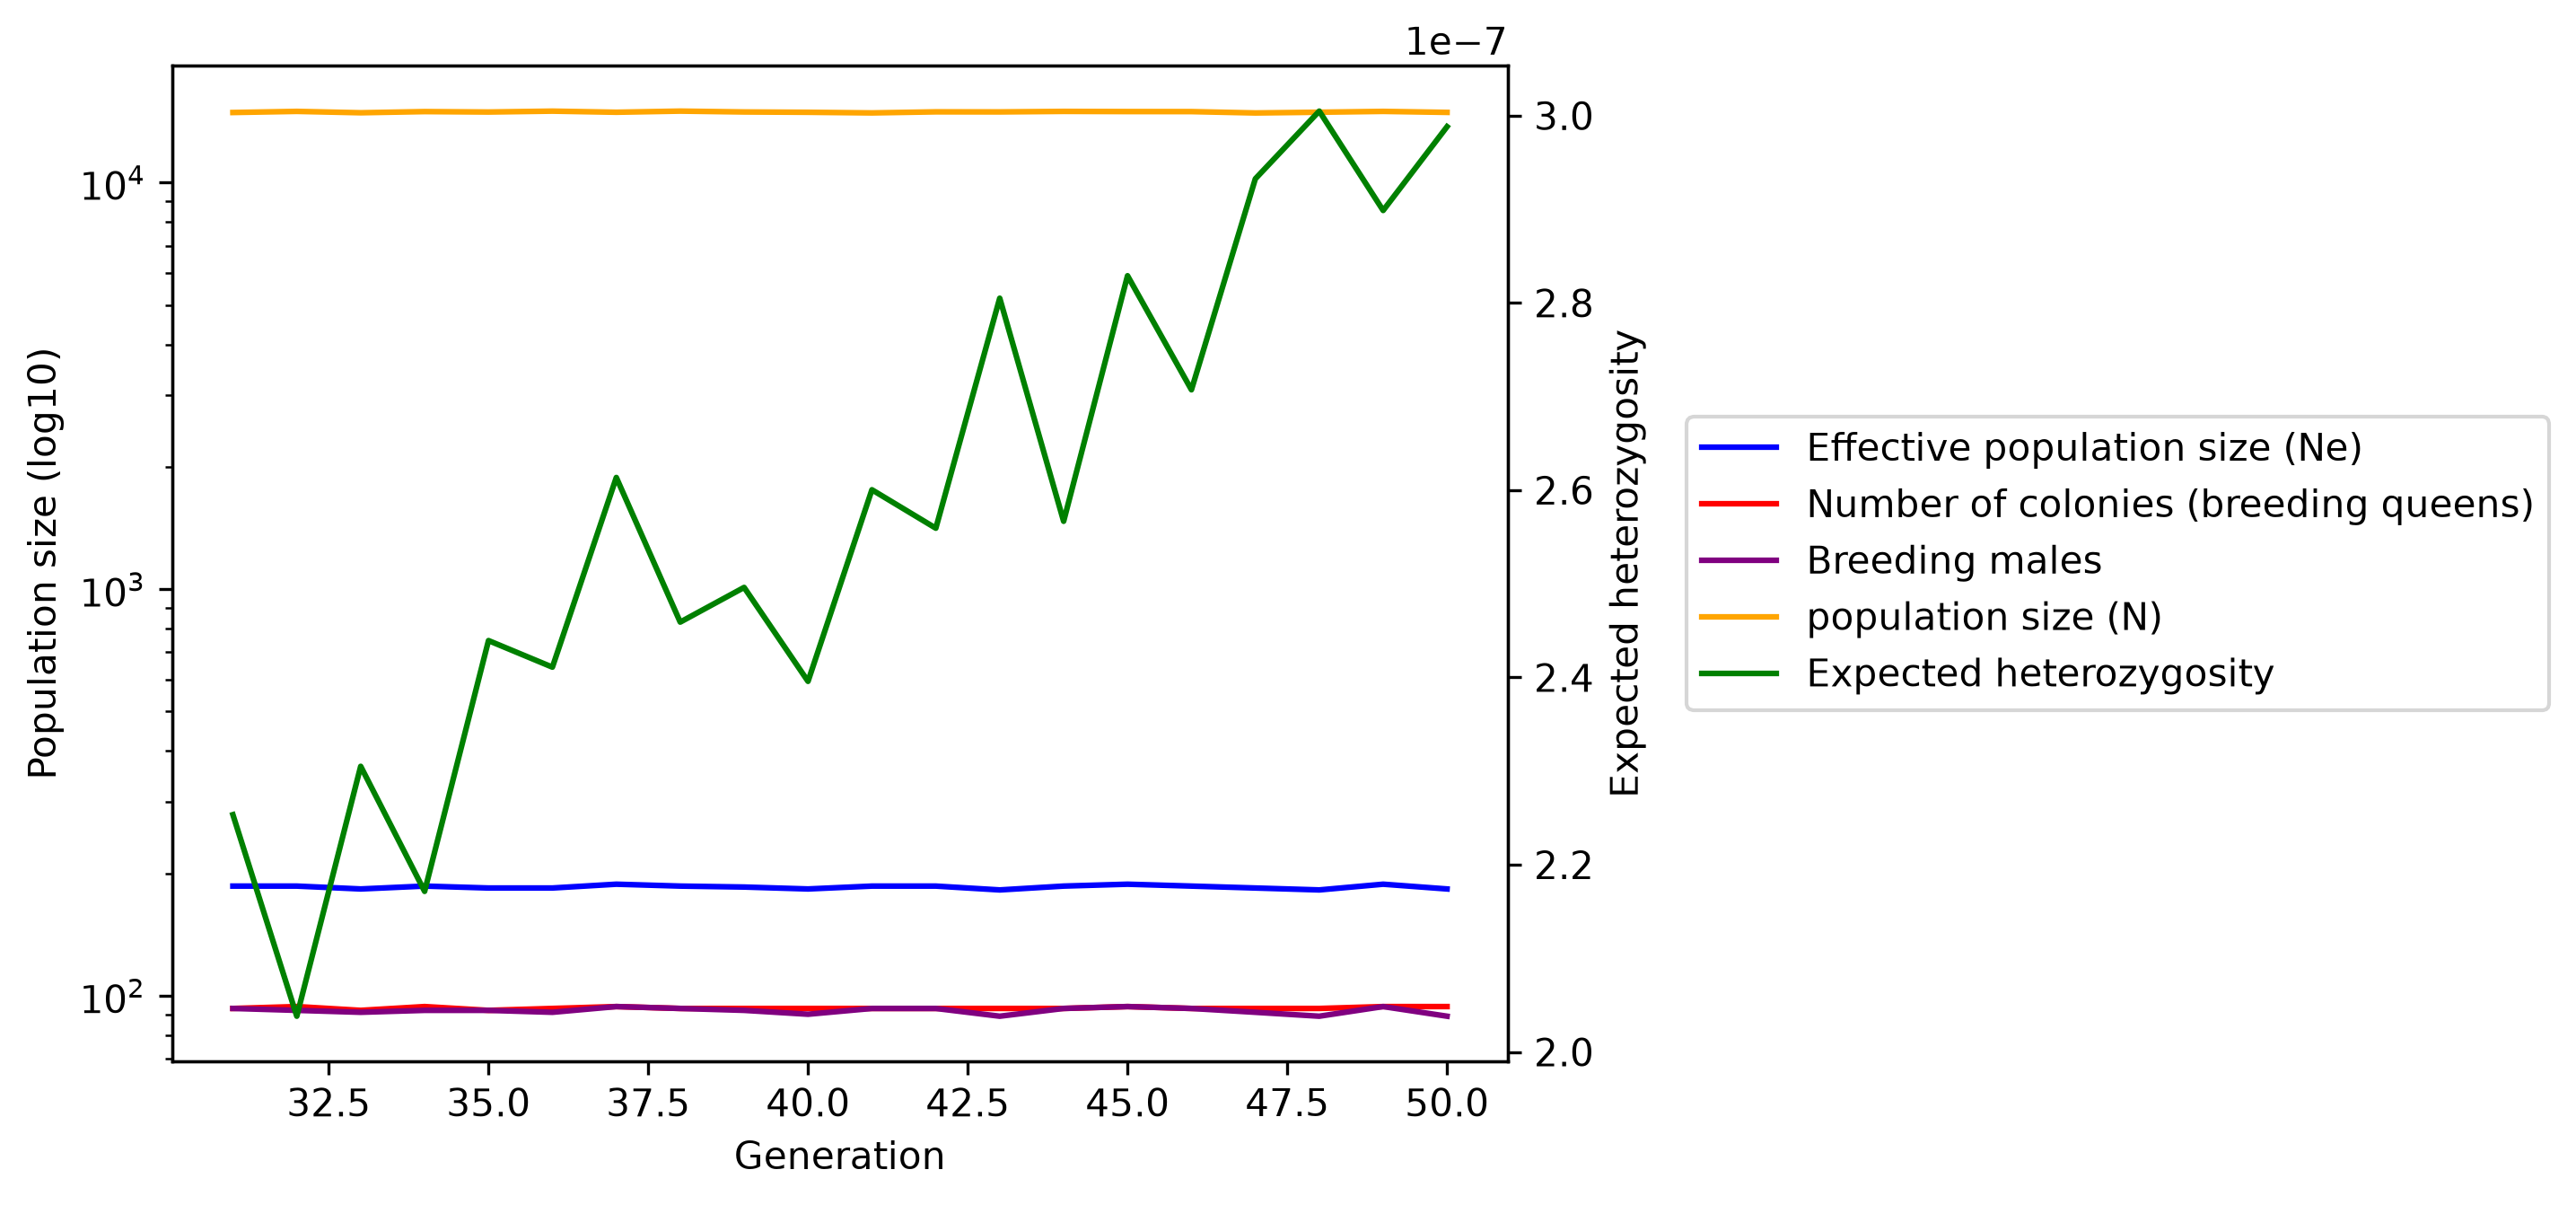 1e−7
Population size (log10)
10⁴
10³
10²
3.0
2.8
2.6
2.4
2.2
2.0
Expected heterozygosity
32.5 35.0 37.5 40.0 42.5 45.0 47.5 50.0
Generation
Effective population size (Ne)
Number of colonies (breeding queens)
Breeding males
population size (N)
Expected heterozygosity